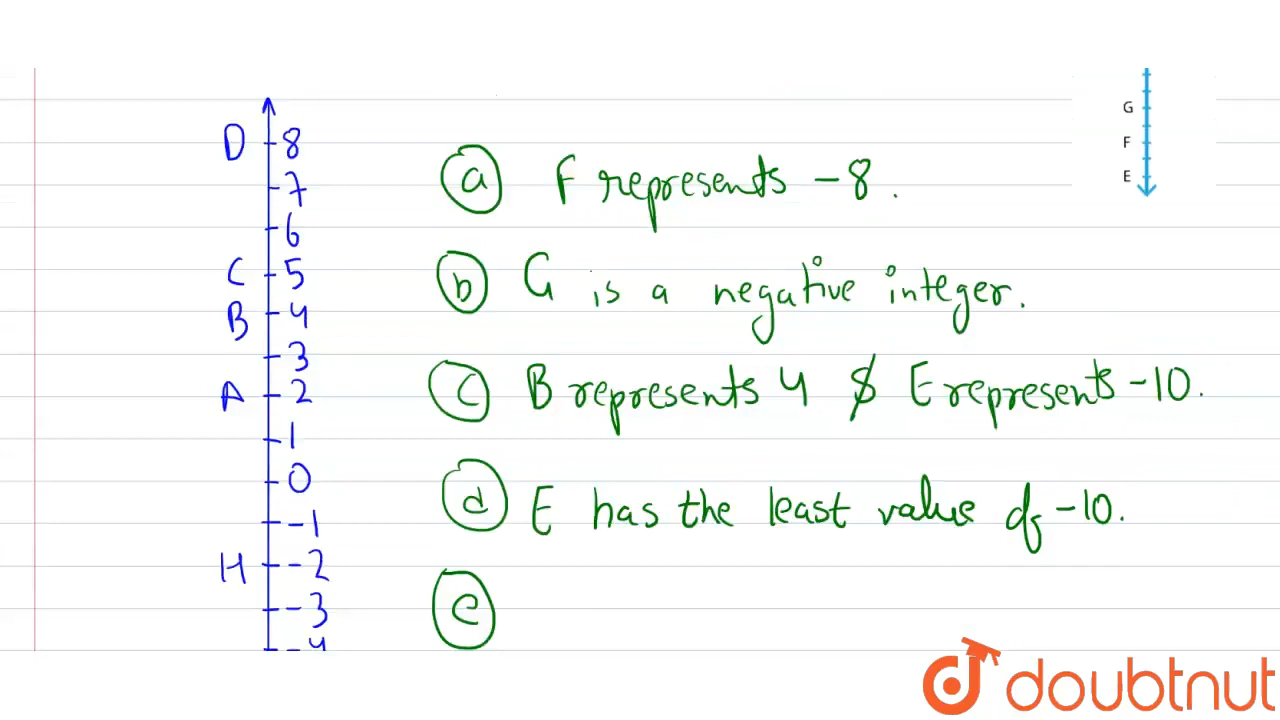 D 8
7
6
C 5
B 4
3
A 2
1
0
-1
H -2
-3
-4
a F represents -8.
b G is a negative integer.
c B represents 4 $ E represents -10.
d E has the least value of -10.
e
G
F
E
doubtnut